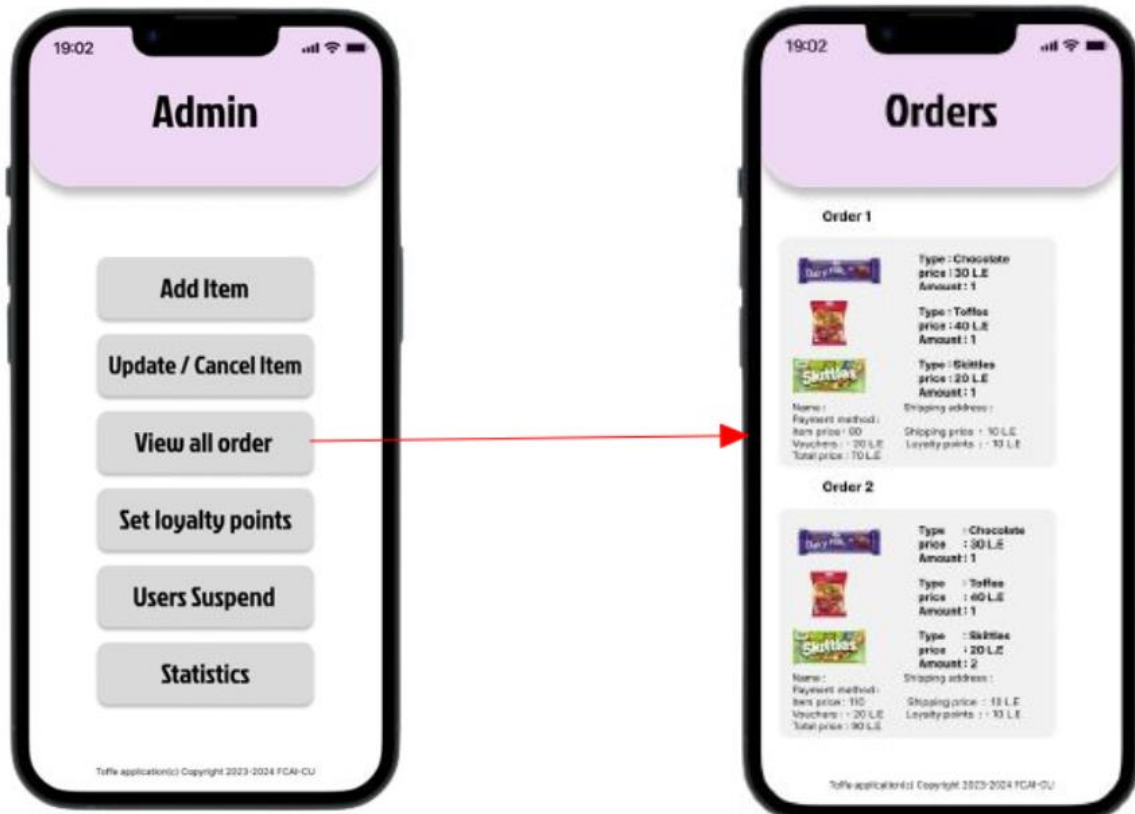 19:02
Admin
Add Item
Update / Cancel Item
View all order
Set loyalty points
Users Suspend
Statistics
Toffe application(c) Copyright 2023-2024 FCAI-CU
19:02
Orders
Order 1
Type : Chocolate
price : 30 L.E
Amount : 1
Type : Toffee
price : 40 L.E
Amount : 1
Skittles
Type : Skittles
price : 20 L.E
Amount : 1
Name :
Shipping address :
Payment method :
Item price :
Shipping price : 10 L.E
Vouchers : - 20 L.E
Loyalty points : - 10 L.E
Total price : 70 L.E
Order 2
Type : Chocolate
price : 30 L.E
Amount : 1
Type : Toffee
price : 40 L.E
Amount : 1
Skittles
Type : Skittles
price : 20 L.E
Amount : 2
Name :
Shipping address :
Payment method :
Item price : 110
Shipping price : 10 L.E
Vouchers : - 20 L.E
Loyalty points : - 10 L.E
Total price : 90 L.E
Toffe application(c) Copyright 2023-2024 FCAI-CU